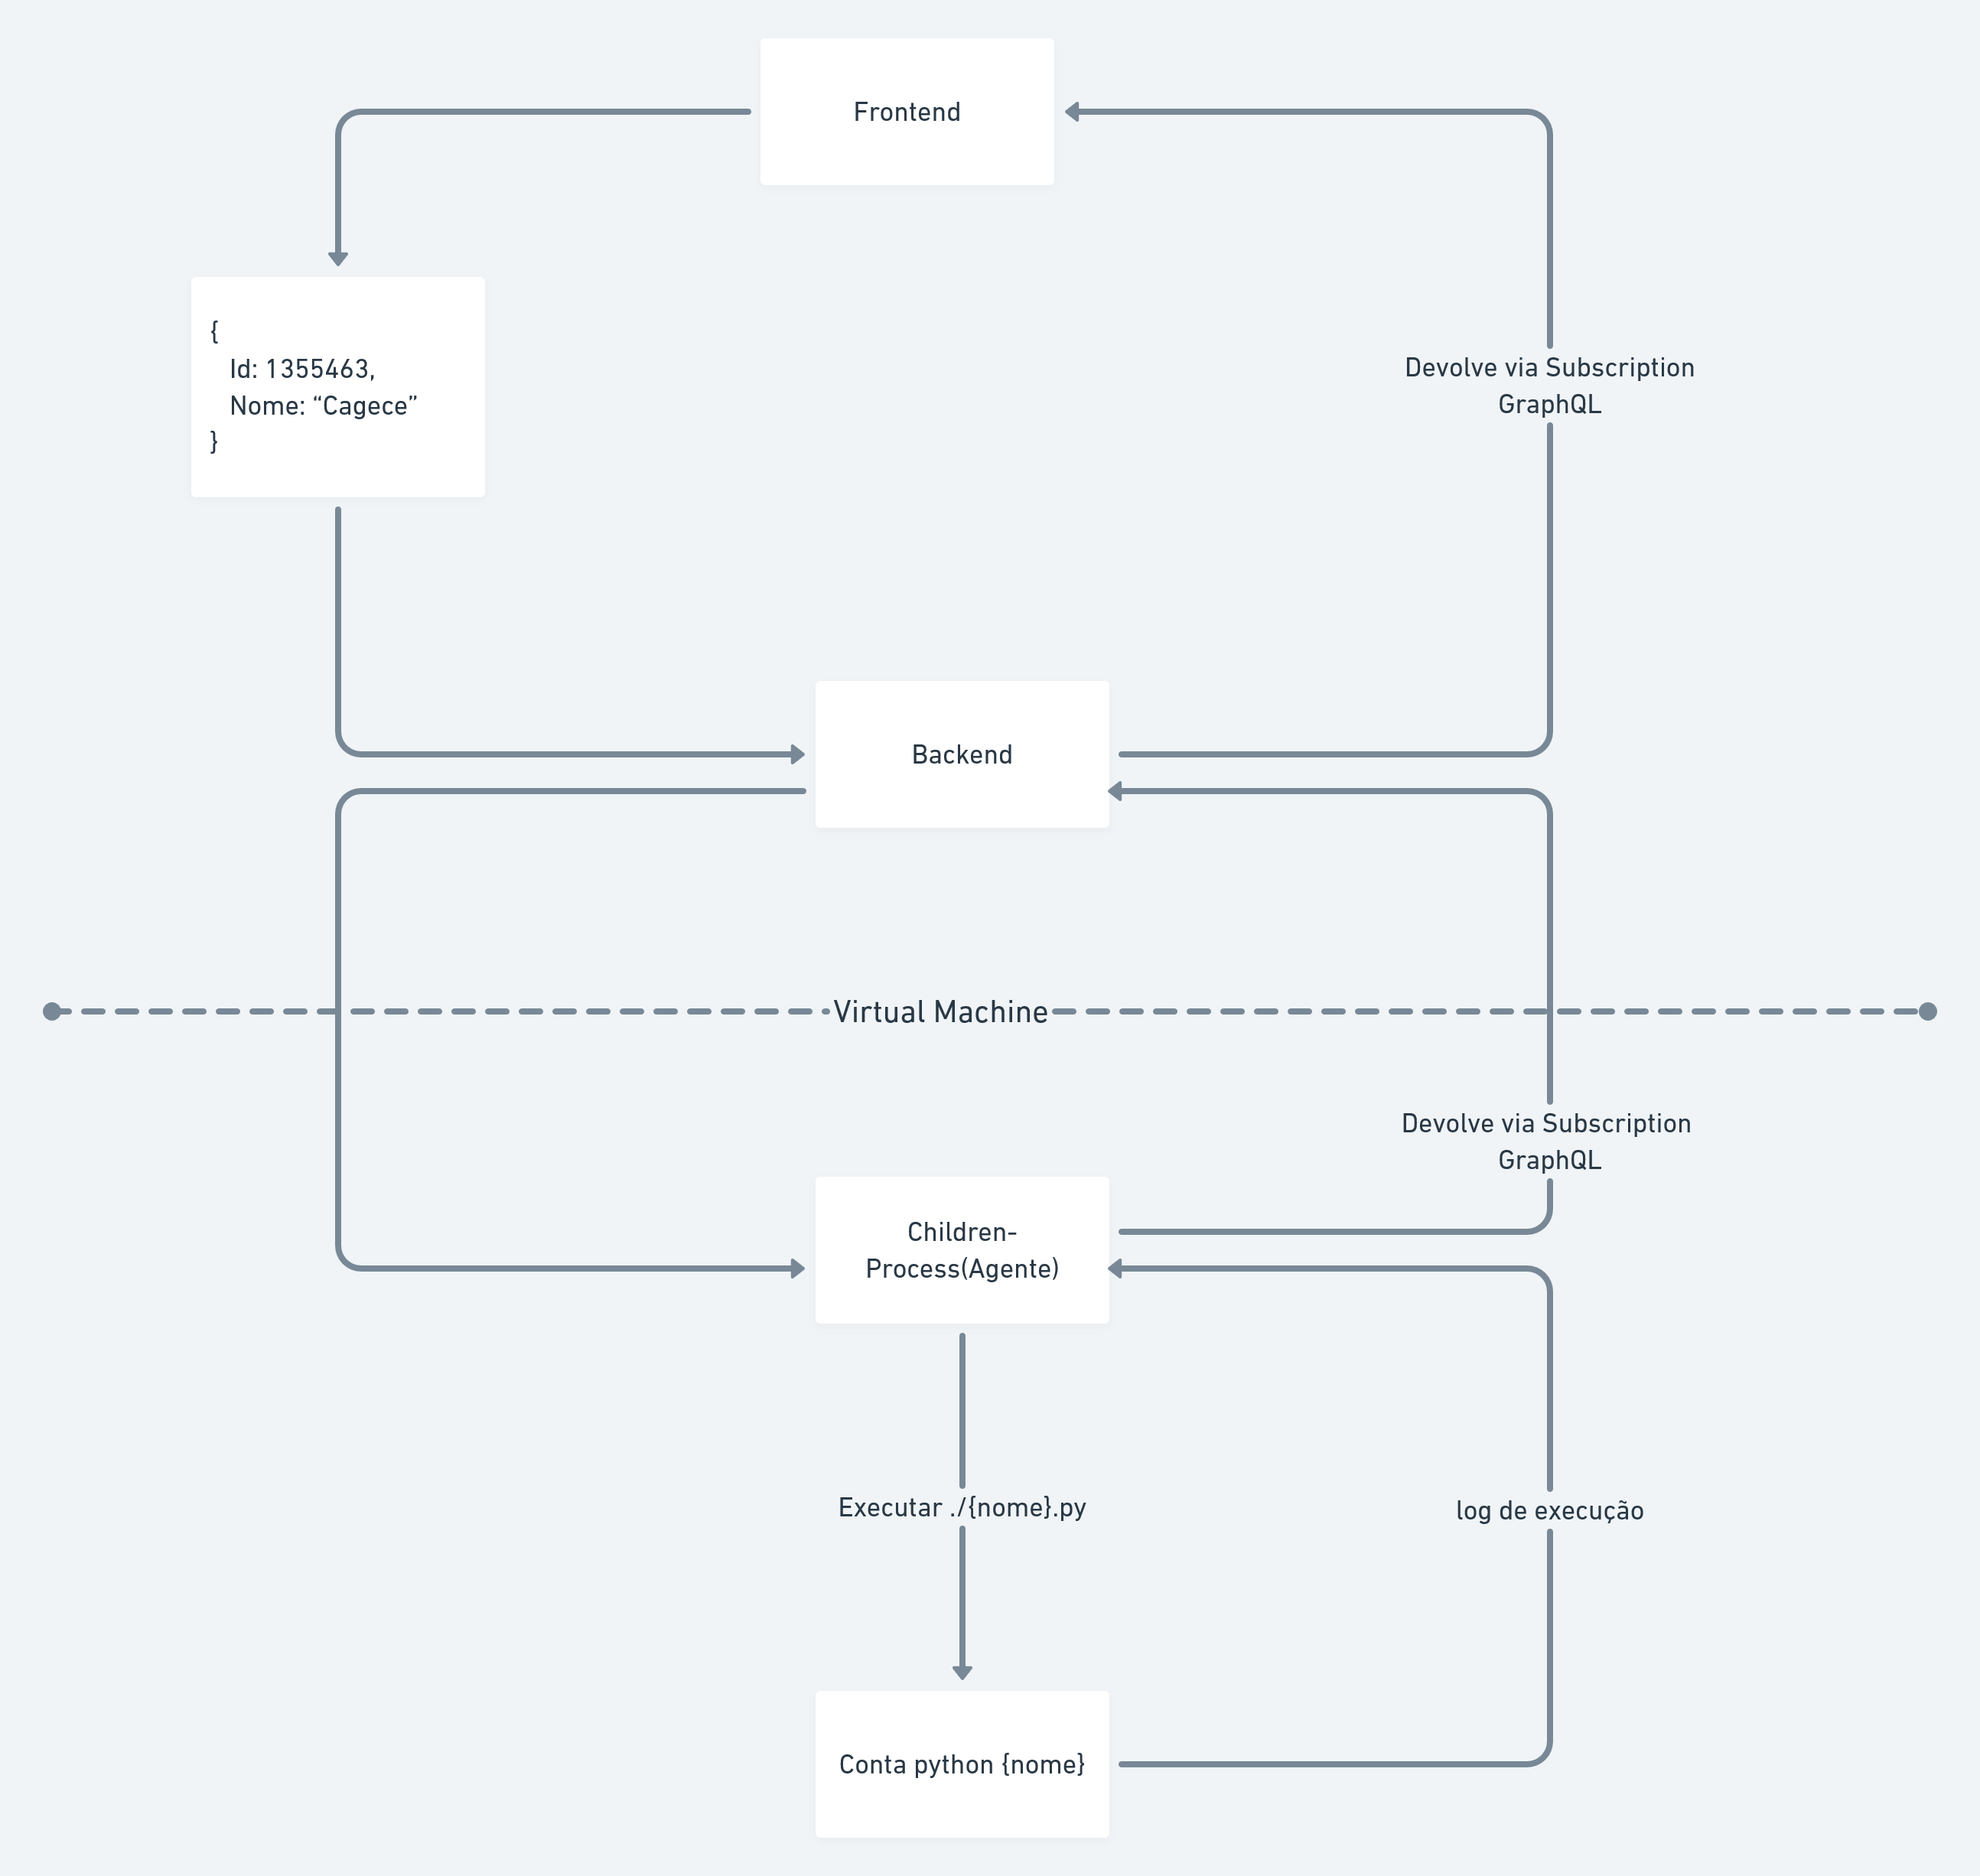 Frontend
{
Id: 1355463,
Nome: “Cagece”
}
Devolve via Subscription
GraphQL
Backend
Virtual Machine
Devolve via Subscription
GraphQL
Children-
Process(Agente)
Executar ./{nome}.py
log de execução
Conta python {nome}